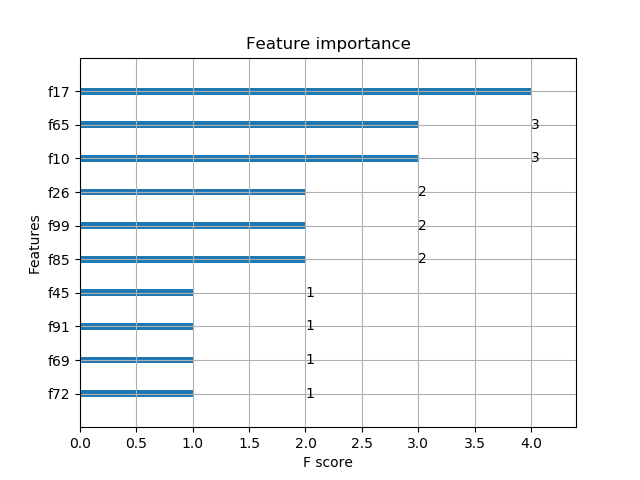 Feature importance
f17
f65 3
f10 3
f26 2
f99 2
f85 2
f45 1
f91 1
f69 1
f72 1
Features
0.0 0.5 1.0 1.5 2.0 2.5 3.0 3.5 4.0
F score